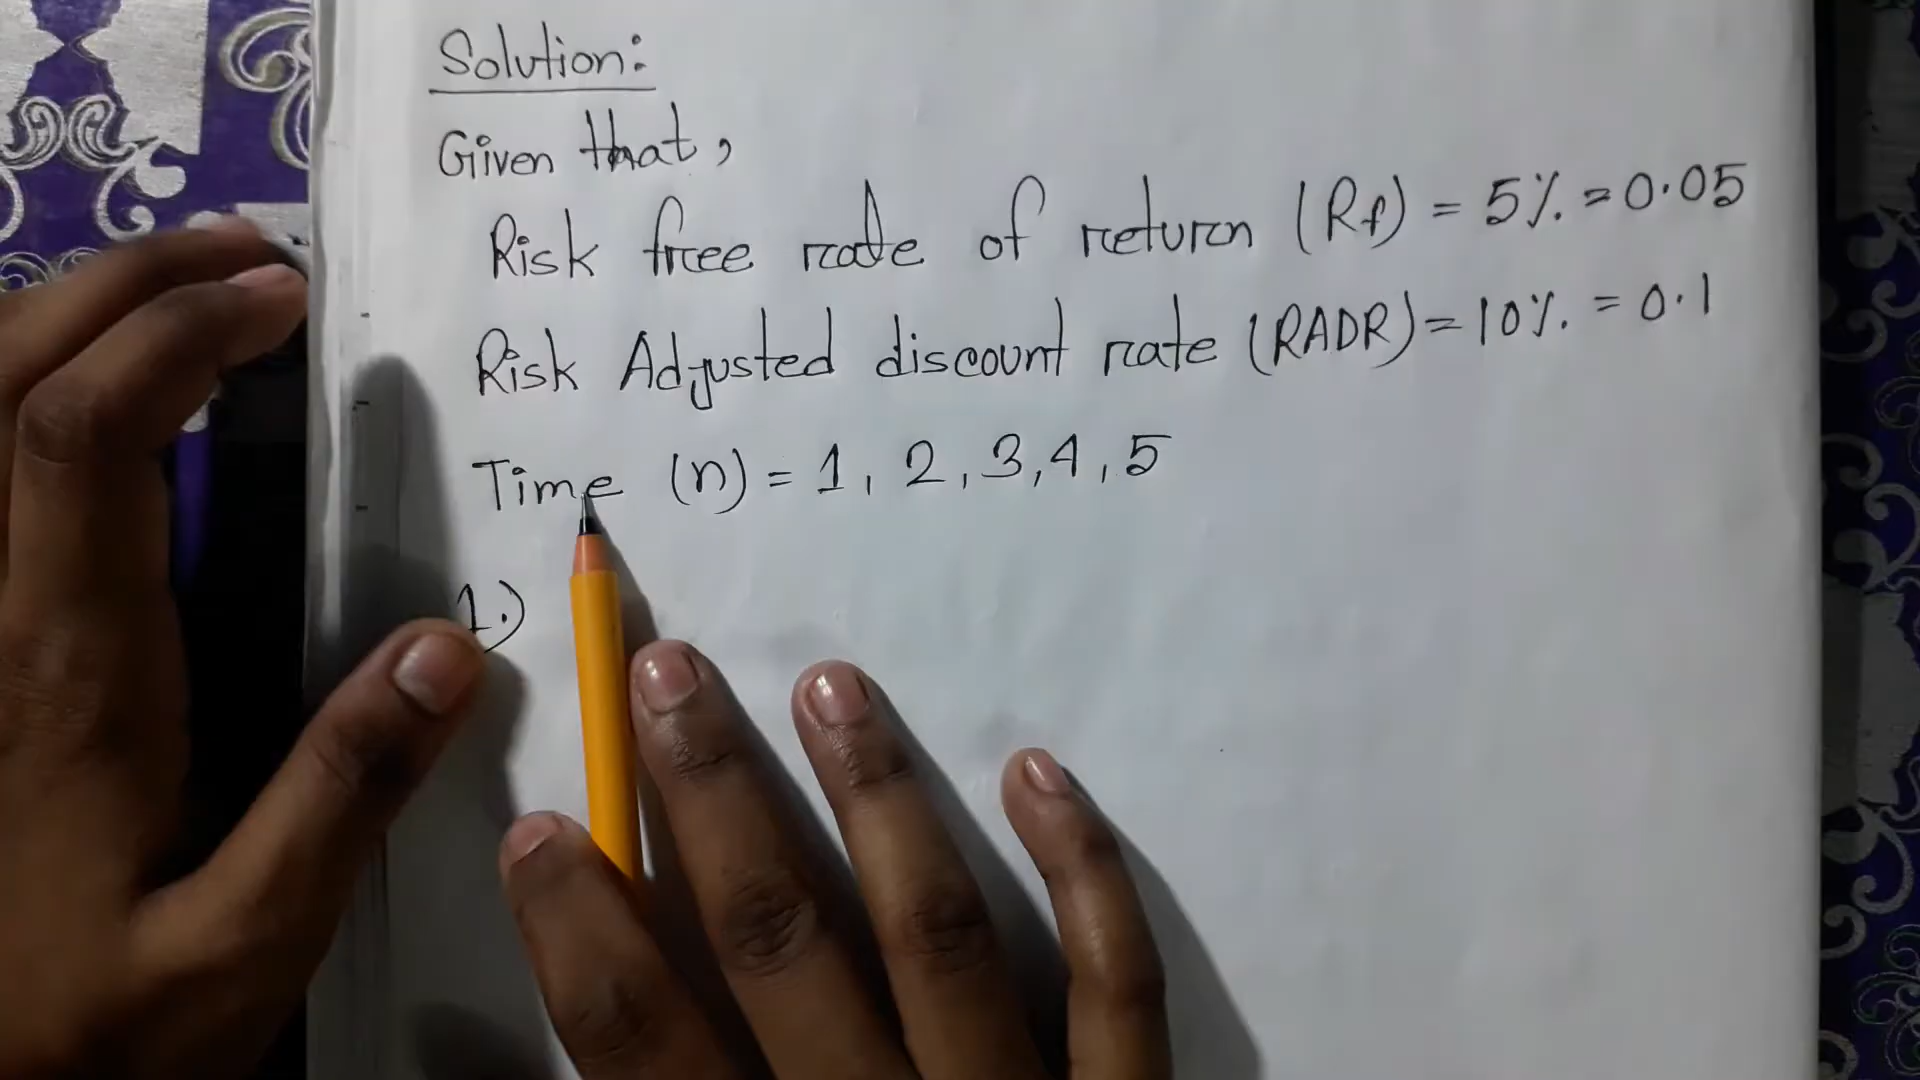 Solution:
Given that,
Risk free rate of return (Rf) = 5% = 0.05
Risk Adjusted discount rate (RADR) = 10% = 0.1
Time (n) = 1, 2, 3, 4, 5
1.)